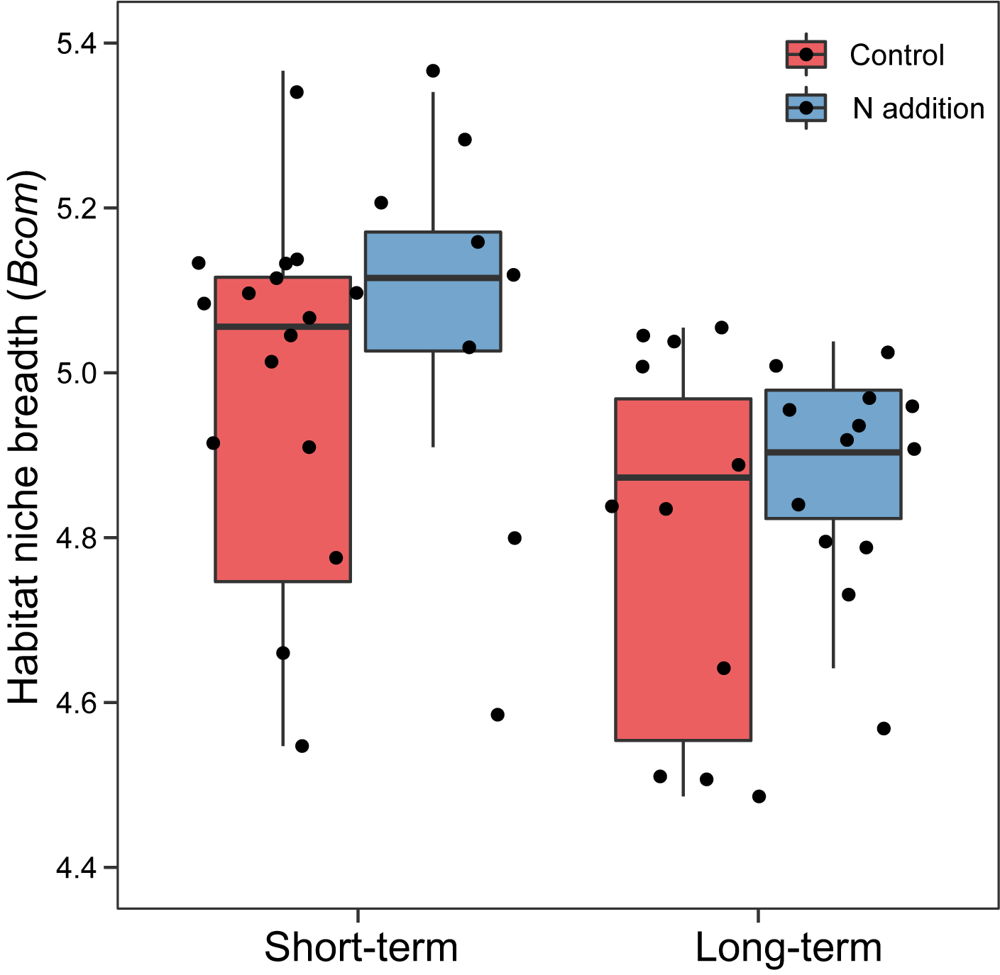 Habitat niche breadth (Bcom)
5.4
5.2
5.0
4.8
4.6
4.4
Control
N addition
Short-term
Long-term